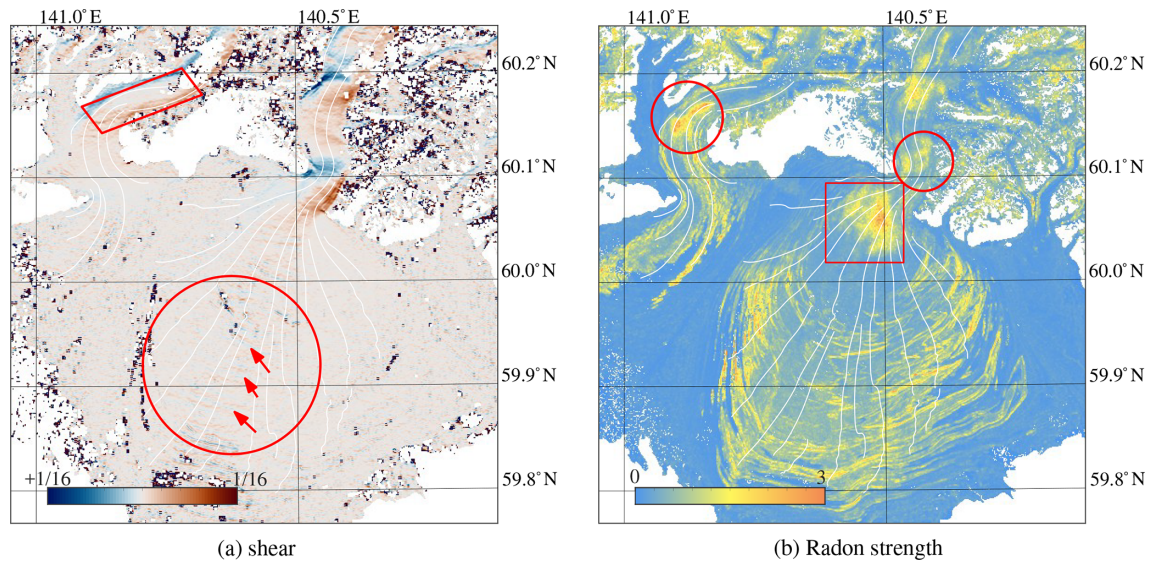 141.0°E 140.5°E 141.0°E 140.5°E
60.2°N 60.2°N
60.1°N 60.1°N
60.0°N 60.0°N
59.9°N 59.9°N
59.8°N 59.8°N
+1/16 -1/16 0 3
(a) shear (b) Radon strength